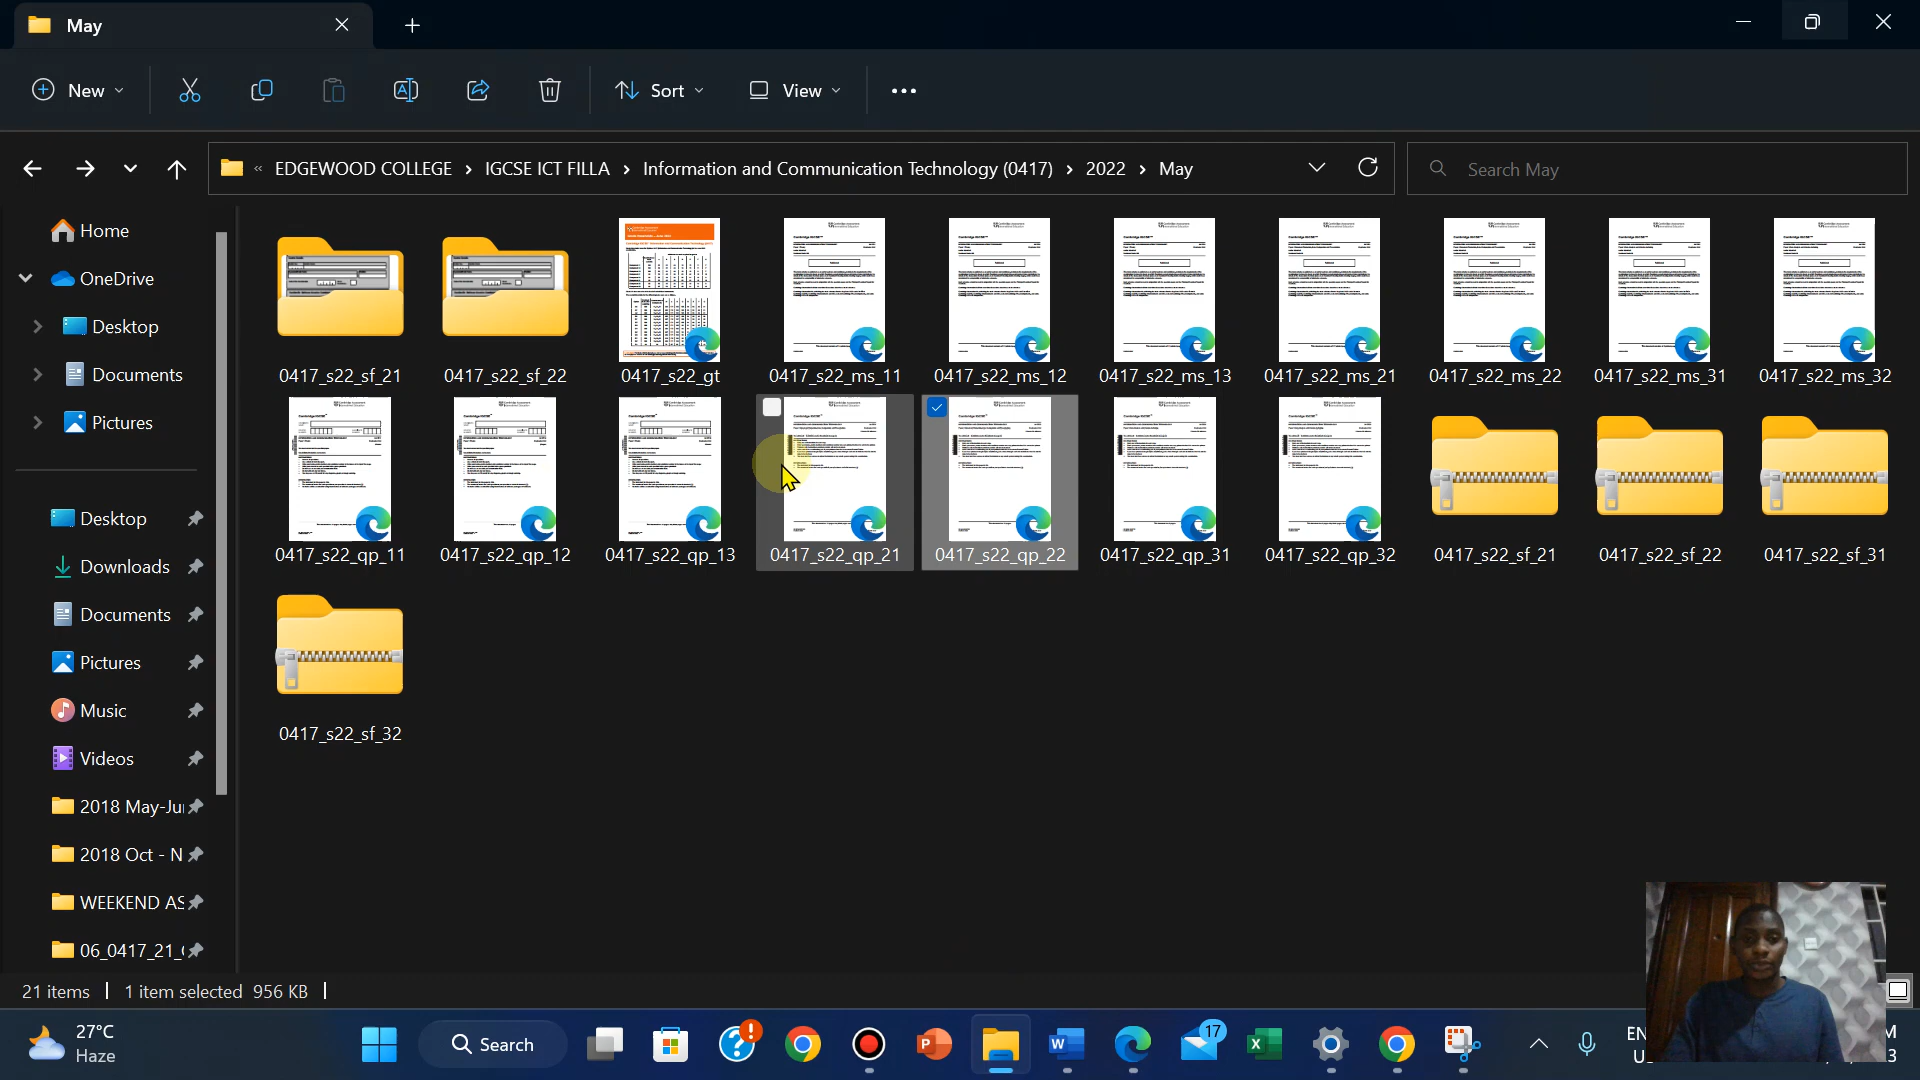 May
New
Sort
View
« EDGEWOOD COLLEGE › IGCSE ICT FILLA › Information and Communication Technology (0417) › 2022 › May
Search May
Home
OneDrive
Desktop
Documents
Pictures
Desktop
Downloads
Documents
Pictures
Music
Videos
2018 May-Ju
2018 Oct - N
WEEKEND AS
06_0417_21_
0417_s22_sf_21
0417_s22_sf_22
0417_s22_gt
0417_s22_ms_11
0417_s22_ms_12
0417_s22_ms_13
0417_s22_ms_21
0417_s22_ms_22
0417_s22_ms_31
0417_s22_ms_32
0417_s22_qp_11
0417_s22_qp_12
0417_s22_qp_13
0417_s22_qp_21
0417_s22_qp_22
0417_s22_qp_31
0417_s22_qp_32
0417_s22_sf_21
0417_s22_sf_22
0417_s22_sf_31
0417_s22_sf_32
21 items | 1 item selected 956 KB |
27°C
Haze
Search
17
EN
U
M
3